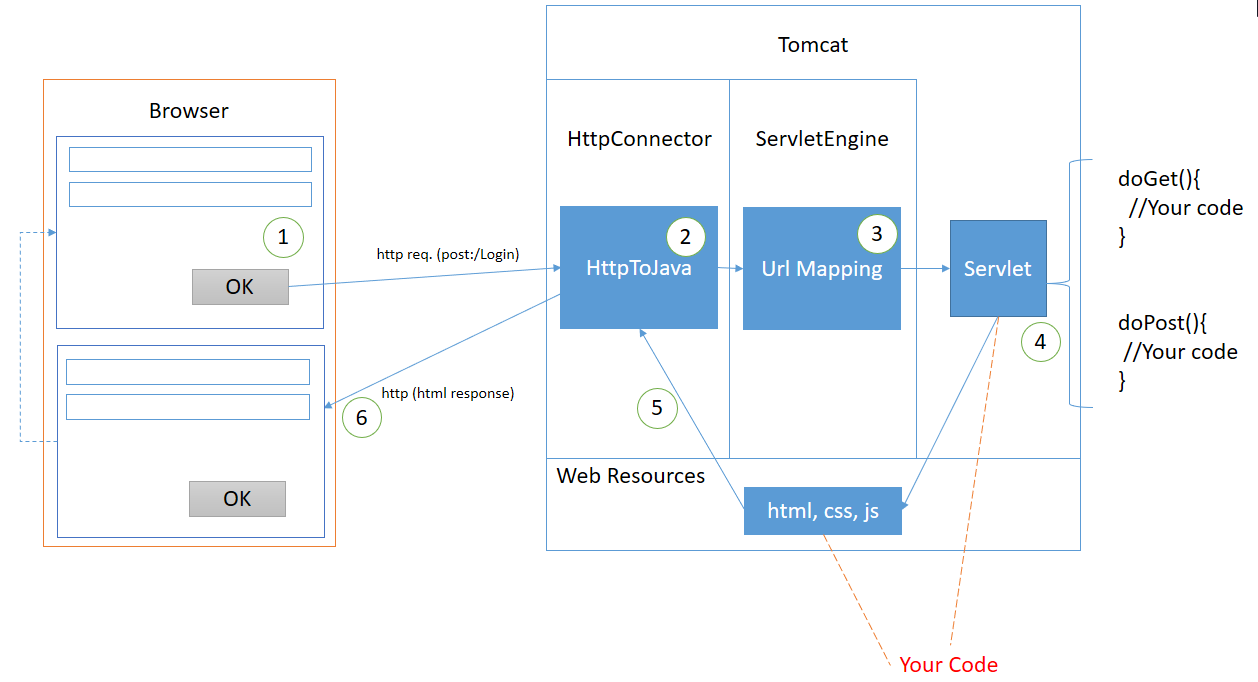 Tomcat
Browser
HttpConnector
ServletEngine
1
OK
http req. (post:/Login)
2
HttpToJava
3
Url Mapping
Servlet
4
doGet(){
//Your code
}
doPost(){
//Your code
}
http (html response)
5
6
OK
Web Resources
html, css, js
Your Code